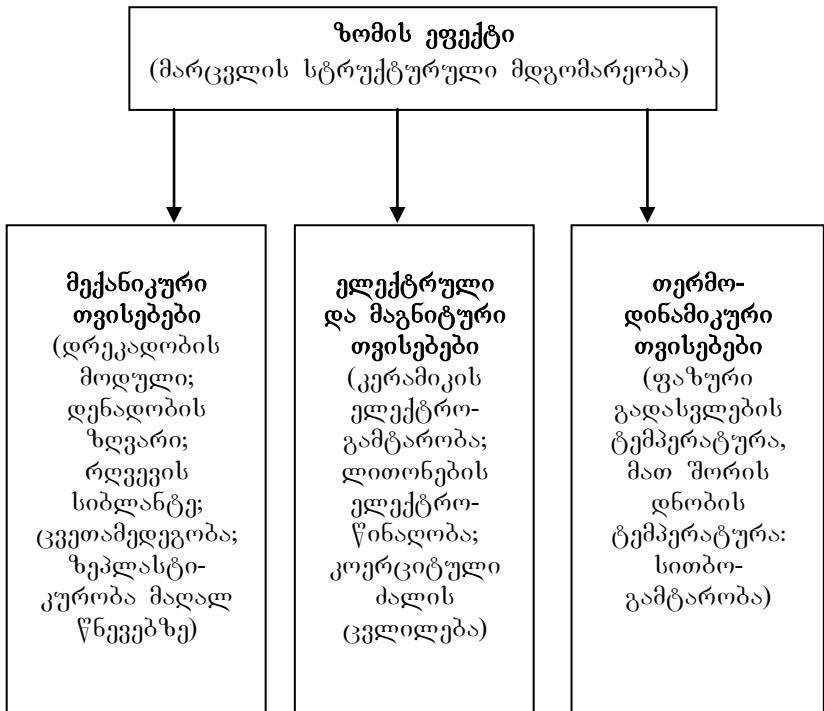 ზომის ეფექტი
(მარცვლის სტრუქტურული მდგომარეობა)
მექანიკური
თვისებები
(დრეკადობის
მოდული;
დენადობის
ზღვარი;
რღვევის
სიბლანტე;
ცვეთამედეგობა;
ზეპლასტი-
კურობა მაღალ
წნევებზე)
ელექტრული
და მაგნიტური
თვისებები
(კერამიკის
ელექტრო-
გამტარობა;
ლითონების
ელექტრო-
წინაღობა;
კოერციტული
ძალის
ცვლილება)
თერმო-
დინამიკური
თვისებები
(ფაზური
გადასვლების
ტემპერატურა,
მათ შორის
დნობის
ტემპერატურა:
სითბო-
გამტარობა)